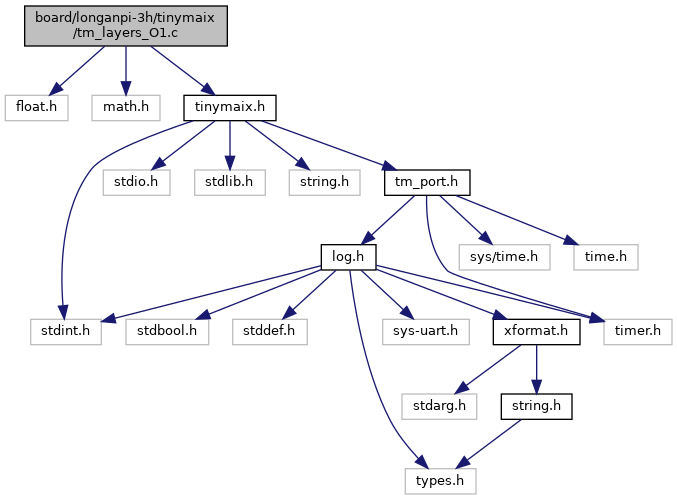 board/longanpi-3h/tinymaix
/tm_layers_O1.c
float.h
math.h
tinymaix.h
stdio.h
stdlib.h
string.h
tm_port.h
log.h
sys/time.h
time.h
stdint.h
stdbool.h
stddef.h
sys-uart.h
xformat.h
timer.h
stdarg.h
string.h
types.h